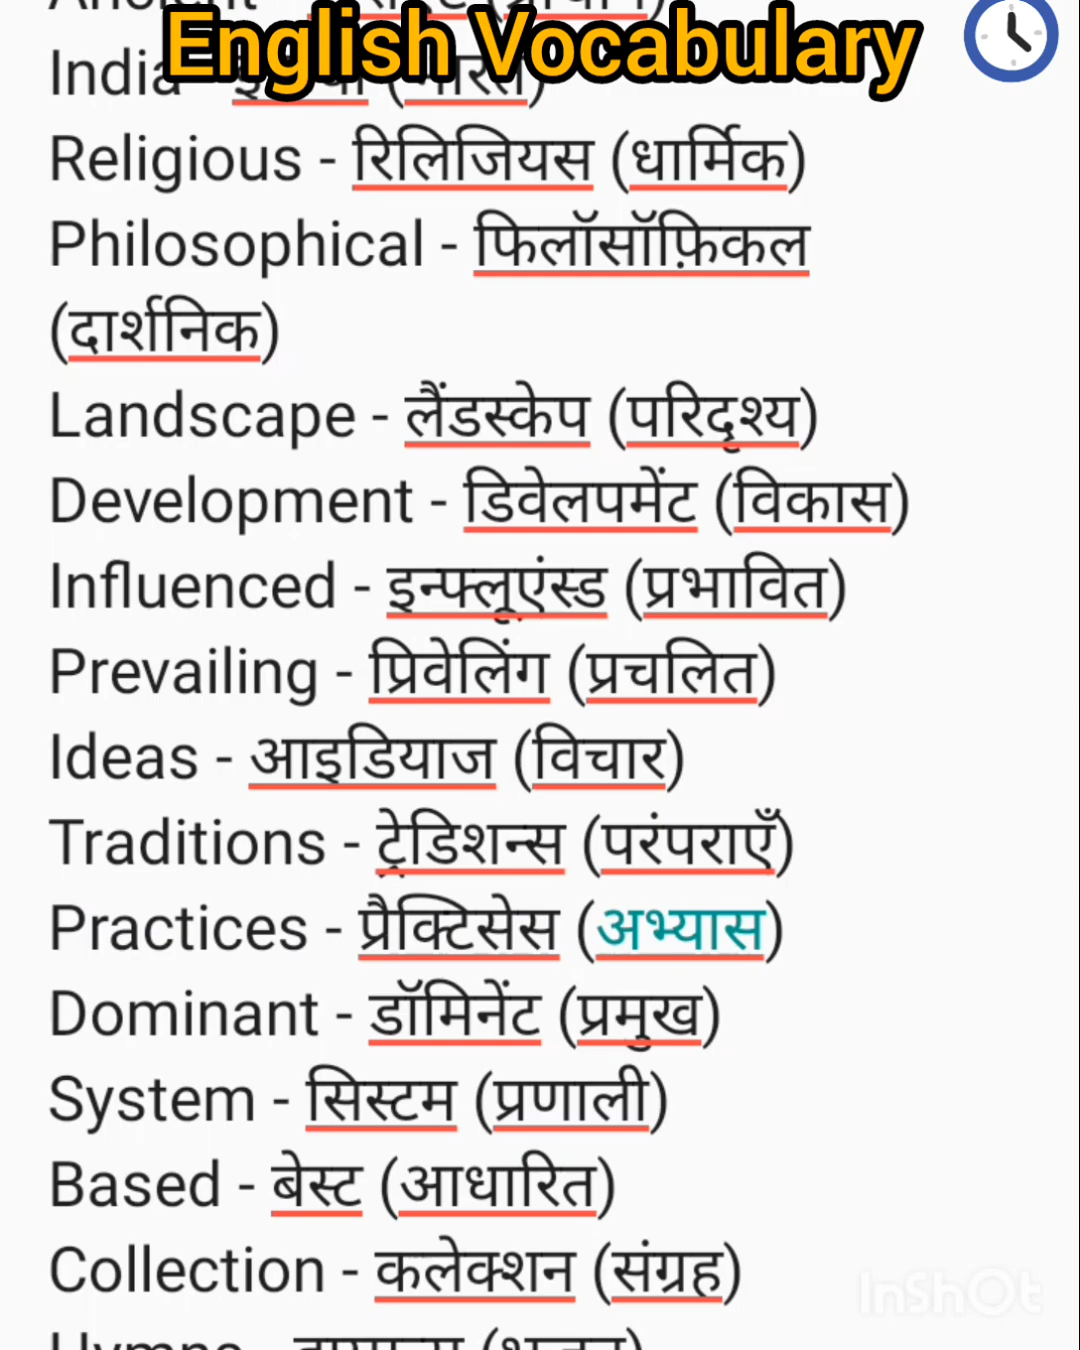 English Vocabulary
India
Religious - रिलिजियस (धार्मिक)
Philosophical - फिलॉसॉफ़िकल
(दार्शनिक)
Landscape - लैंडस्केप (परिदृश्य)
Development - डिवेलपमेंट (विकास)
Influenced - इन्फ्लूएंस्ड (प्रभावित)
Prevailing - प्रिवेलिंग (प्रचलित)
Ideas - आइडियाज (विचार)
Traditions - ट्रेडिशन्स (परंपराएँ)
Practices - प्रैक्टिसेस (अभ्यास)
Dominant - डॉमिनेंट (प्रमुख)
System - सिस्टम (प्रणाली)
Based - बेस्ट (आधारित)
Collection - कलेक्शन (संग्रह)
InShOt